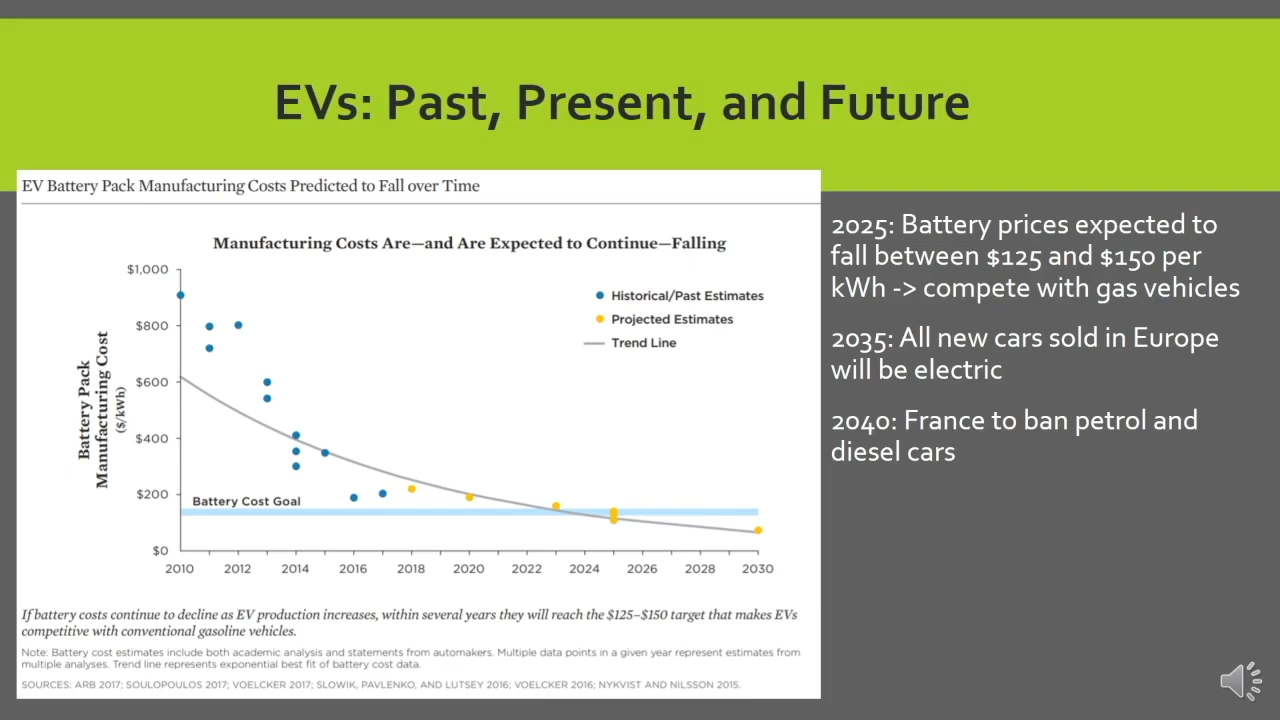 EVs: Past, Present, and Future
EV Battery Pack Manufacturing Costs Predicted to Fall over Time
Manufacturing Costs Are—and Are Expected to Continue—Falling
Battery Pack
Manufacturing Cost
($/kWh)
$1,000
$800
$600
$400
$200
$0
Historical/Past Estimates
Projected Estimates
Trend Line
Battery Cost Goal
2010 2012 2014 2016 2018 2020 2022 2024 2026 2028 2030
If battery costs continue to decline as EV production increases, within several years they will reach the $125–$150 target that makes EVs
competitive with conventional gasoline vehicles.
Note: Battery cost estimates include both academic analysis and statements from automakers. Multiple data points in a given year represent estimates from
multiple analyses. Trend line represents exponential best fit of battery cost data.
SOURCES: ARB 2017; SOULOPOULOS 2017; VOELCKER 2017; SLOWIK, PAVLENKO, AND LUTSEY 2016; VOELCKER 2016; NYKVIST AND NILSSON 2015.
2025: Battery prices expected to
fall between $125 and $150 per
kWh -> compete with gas vehicles
2035: All new cars sold in Europe
will be electric
2040: France to ban petrol and
diesel cars